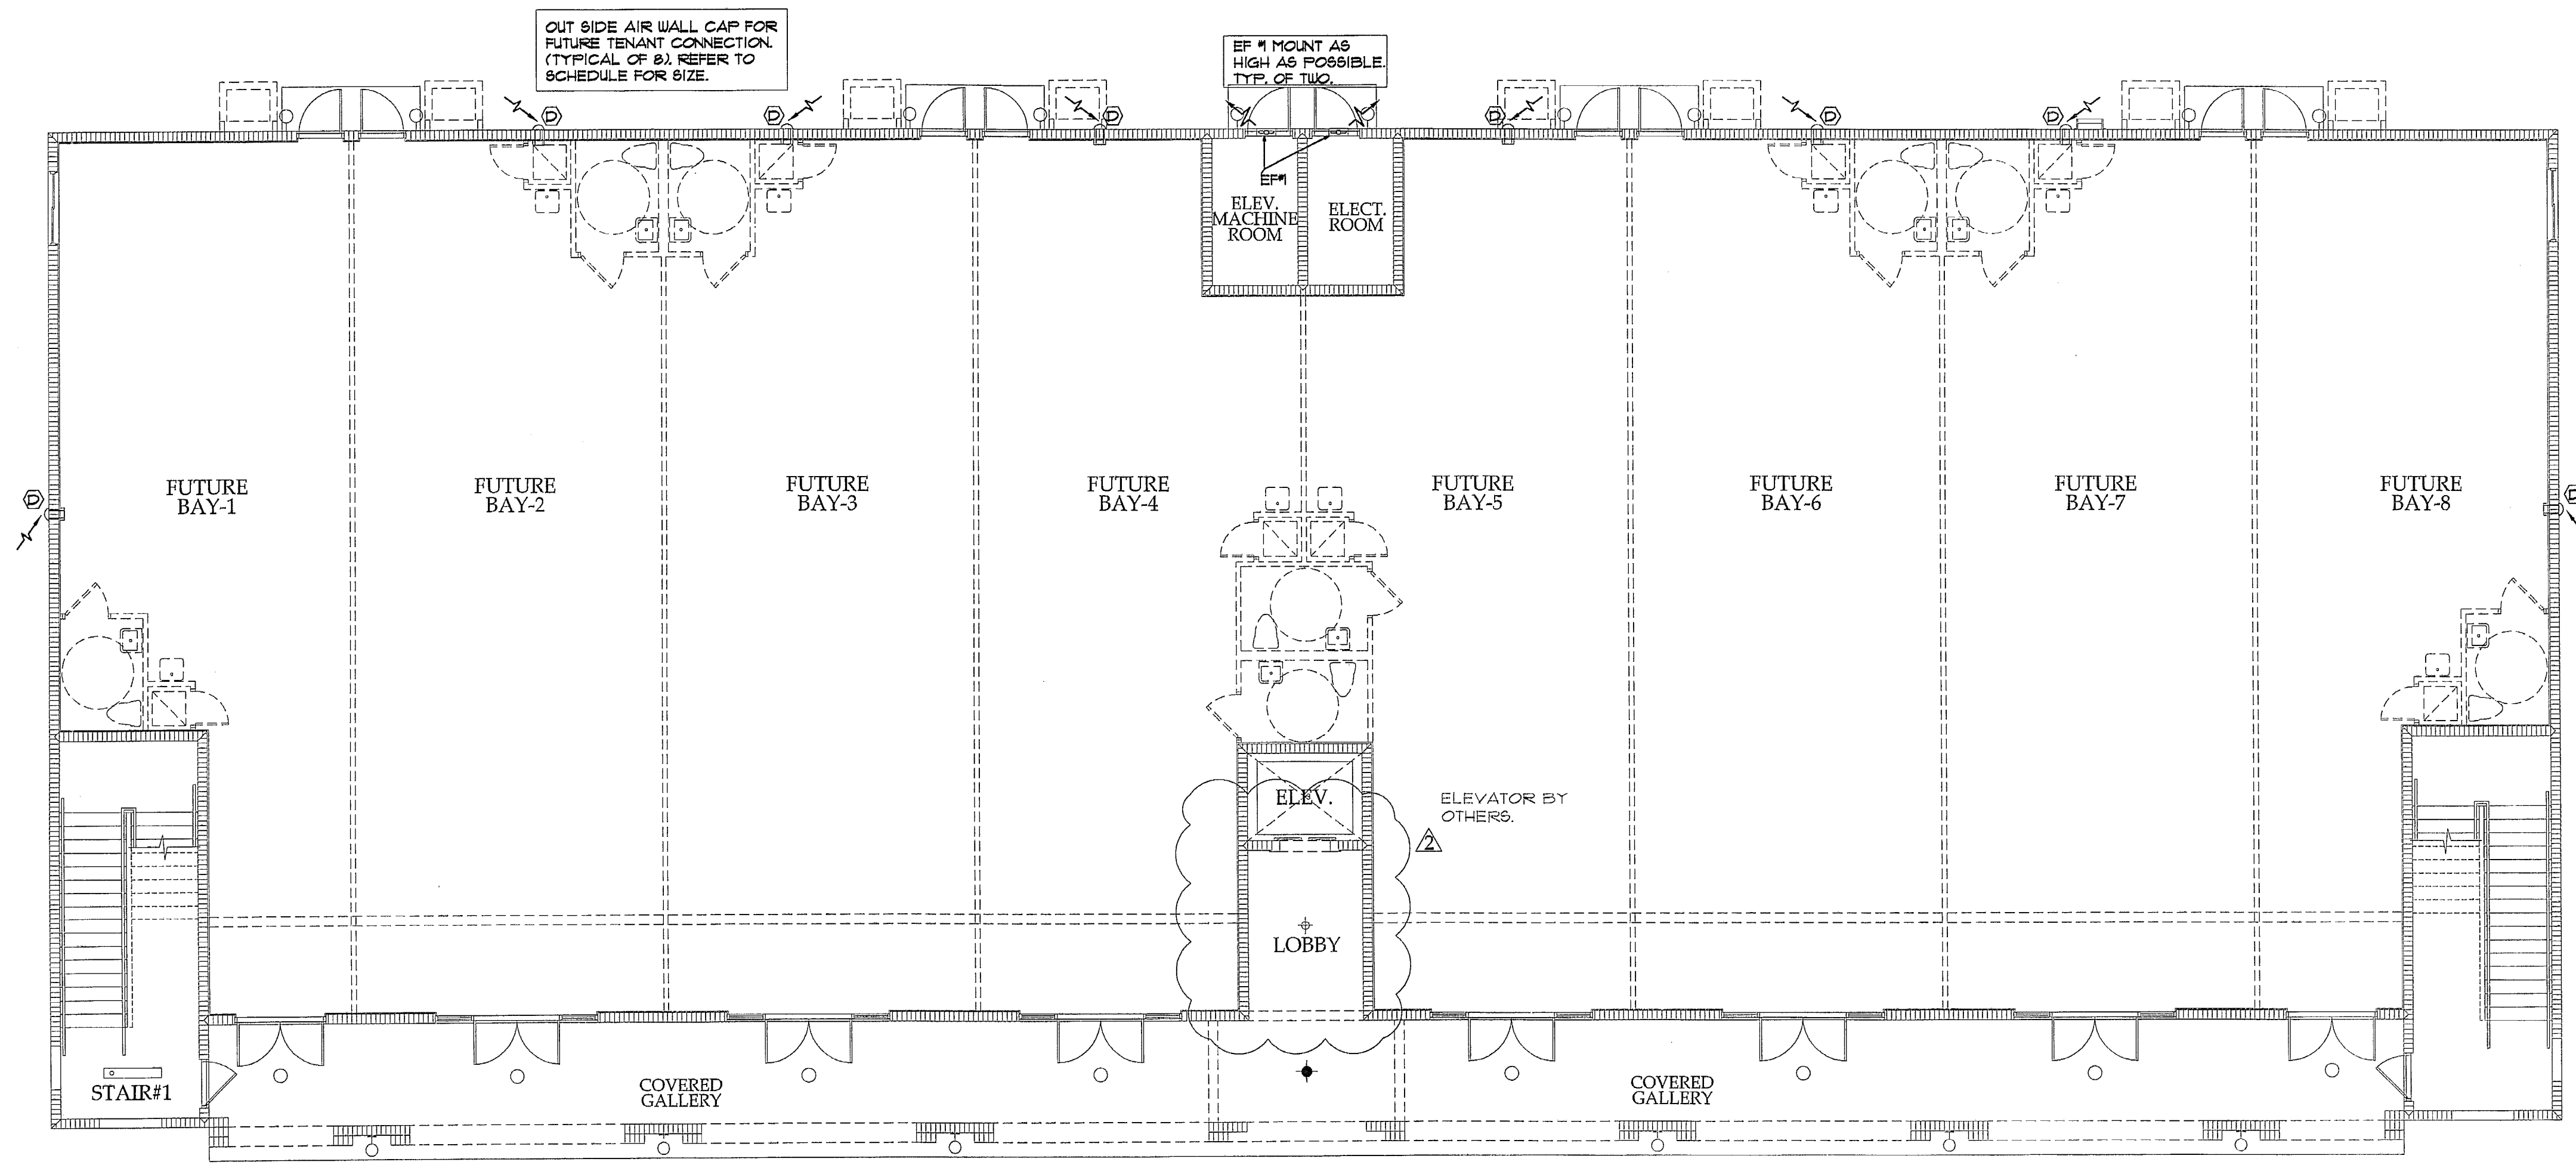 OUT SIDE AIR WALL CAP FOR
FUTURE TENANT CONNECTION.
(TYPICAL OF 8). REFER TO
SCHEDULE FOR SIZE.
EF #1 MOUNT AS
HIGH AS POSSIBLE.
TYP. OF TWO.
D
D
D
D
D
D
EF#1
ELEV.
MACHINE
ROOM
ELECT.
ROOM
D
FUTURE
BAY-1
FUTURE
BAY-2
FUTURE
BAY-3
FUTURE
BAY-4
FUTURE
BAY-5
FUTURE
BAY-6
FUTURE
BAY-7
FUTURE
BAY-8
D
ELEV.
ELEVATOR BY
OTHERS.
2
LOBBY
STAIR#1
COVERED
GALLERY
COVERED
GALLERY